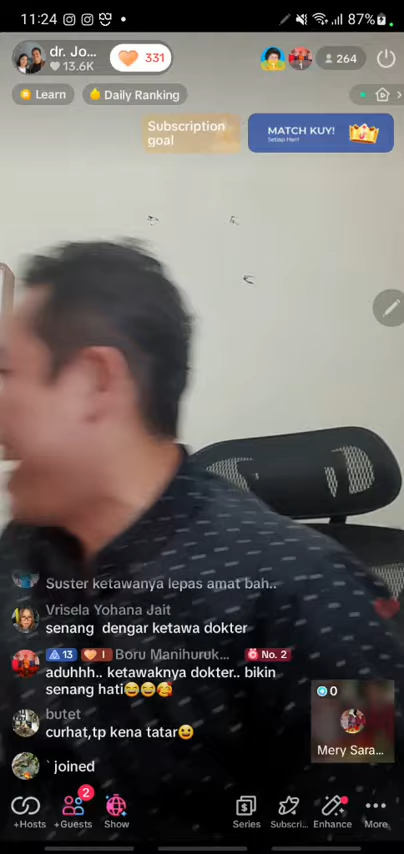 11:24
87%
dr. Jo...
13.6K
331
1
264
Learn
Daily Ranking
Subscription
goal
MATCH KUY!
Setiap Hari!
Suster ketawanya lepas amat bah..
Vrisela Yohana Jait
senang dengar ketawa dokter
13 I Boru Manihuruk... No. 2
aduhhh.. ketawaknya dokter.. bikin
senang hati😂😂🥰
butet
curhat,tp kena tatar😃
` joined
0
Mery Sara...
2
+Hosts
+Guests
Show
Series
Subscri...
Enhance
More